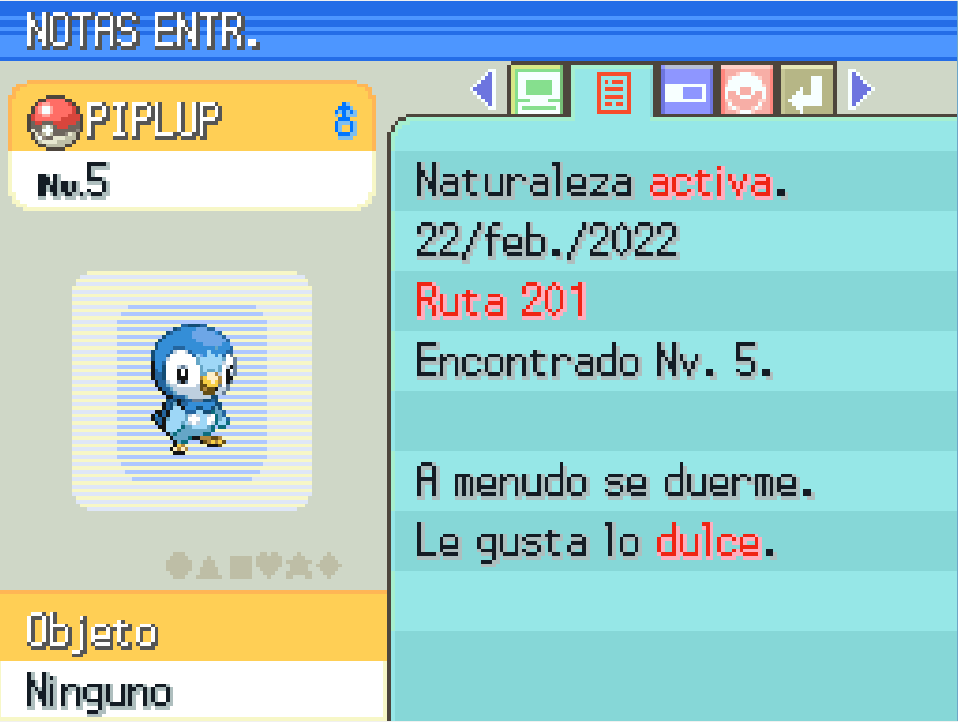 NOTAS ENTR.
PIPLUP ♂
Nv.5
Naturaleza activa.
22/feb./2022
Ruta 201
Encontrado Nv. 5.
A menudo se duerme.
Le gusta lo dulce.
Objeto
Ninguno